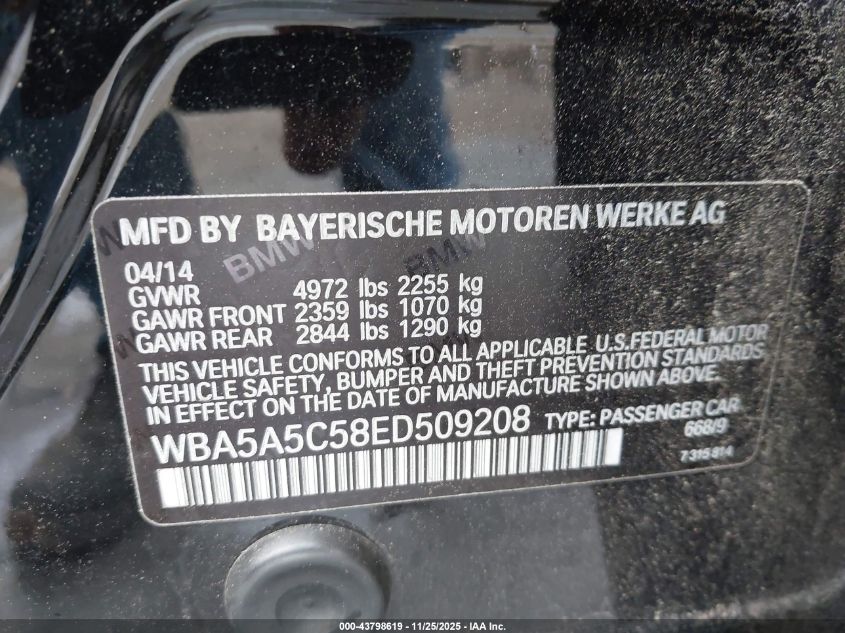 MFD BY BAYERISCHE MOTOREN WERKE AG
04/14
GVWR 4972 lbs 2255 kg
GAWR FRONT 2359 lbs 1070 kg
GAWR REAR 2844 lbs 1290 kg
THIS VEHICLE CONFORMS TO ALL APPLICABLE U.S.FEDERAL MOTOR
VEHICLE SAFETY, BUMPER AND THEFT PREVENTION STANDARDS
IN EFFECT ON THE DATE OF MANUFACTURE SHOWN ABOVE.
WBA5A5C58ED509208 TYPE: PASSENGER CAR
668/9
7315814
BMW
BMW
BMW
000-43798619 - 11/25/2025 - IAA Inc.